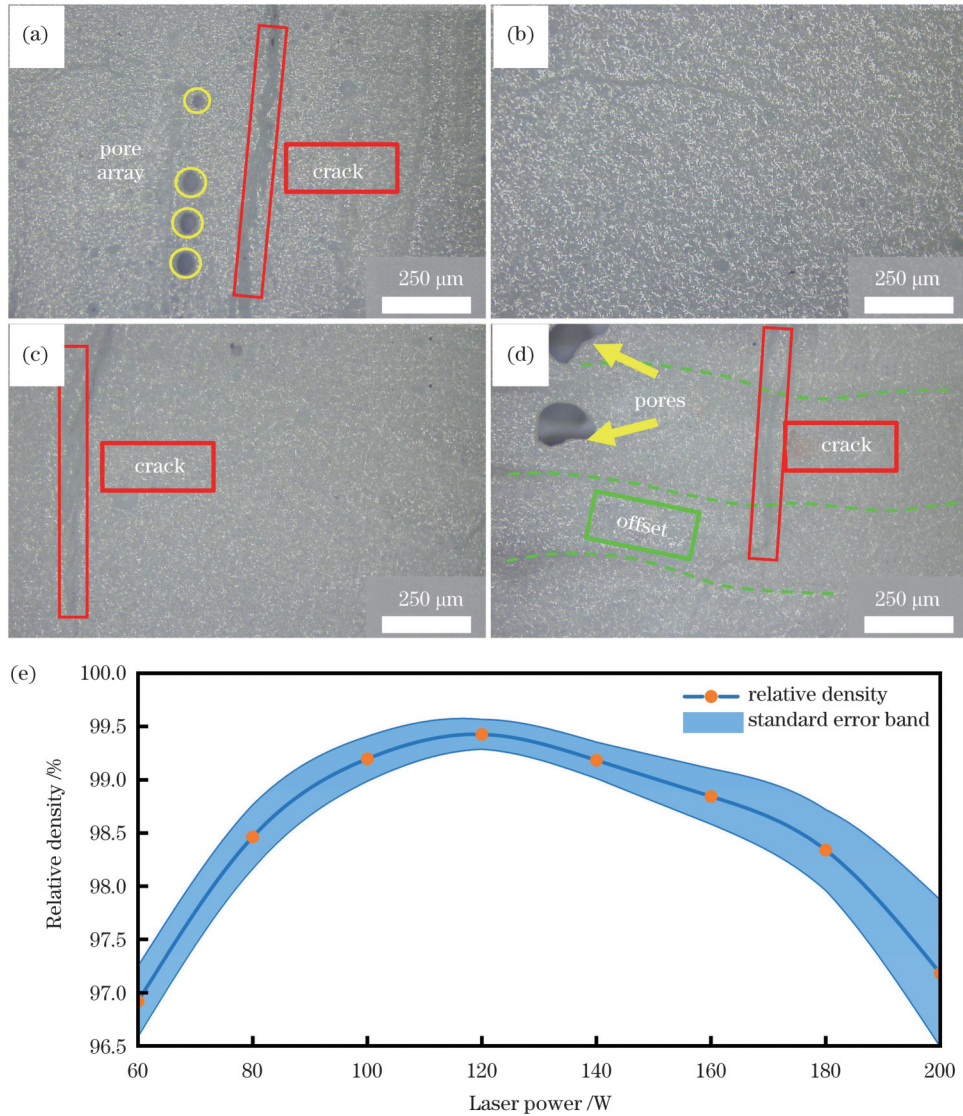 (a)
pore
array
crack
250 μm
(b)
250 μm
(c)
crack
250 μm
(d)
pores
crack
offset
250 μm
(e)
Relative density /%
100.0
99.5
99.0
98.5
98.0
97.5
97.0
96.5
relative density
standard error band
60
80
100
120
140
160
180
200
Laser power /W